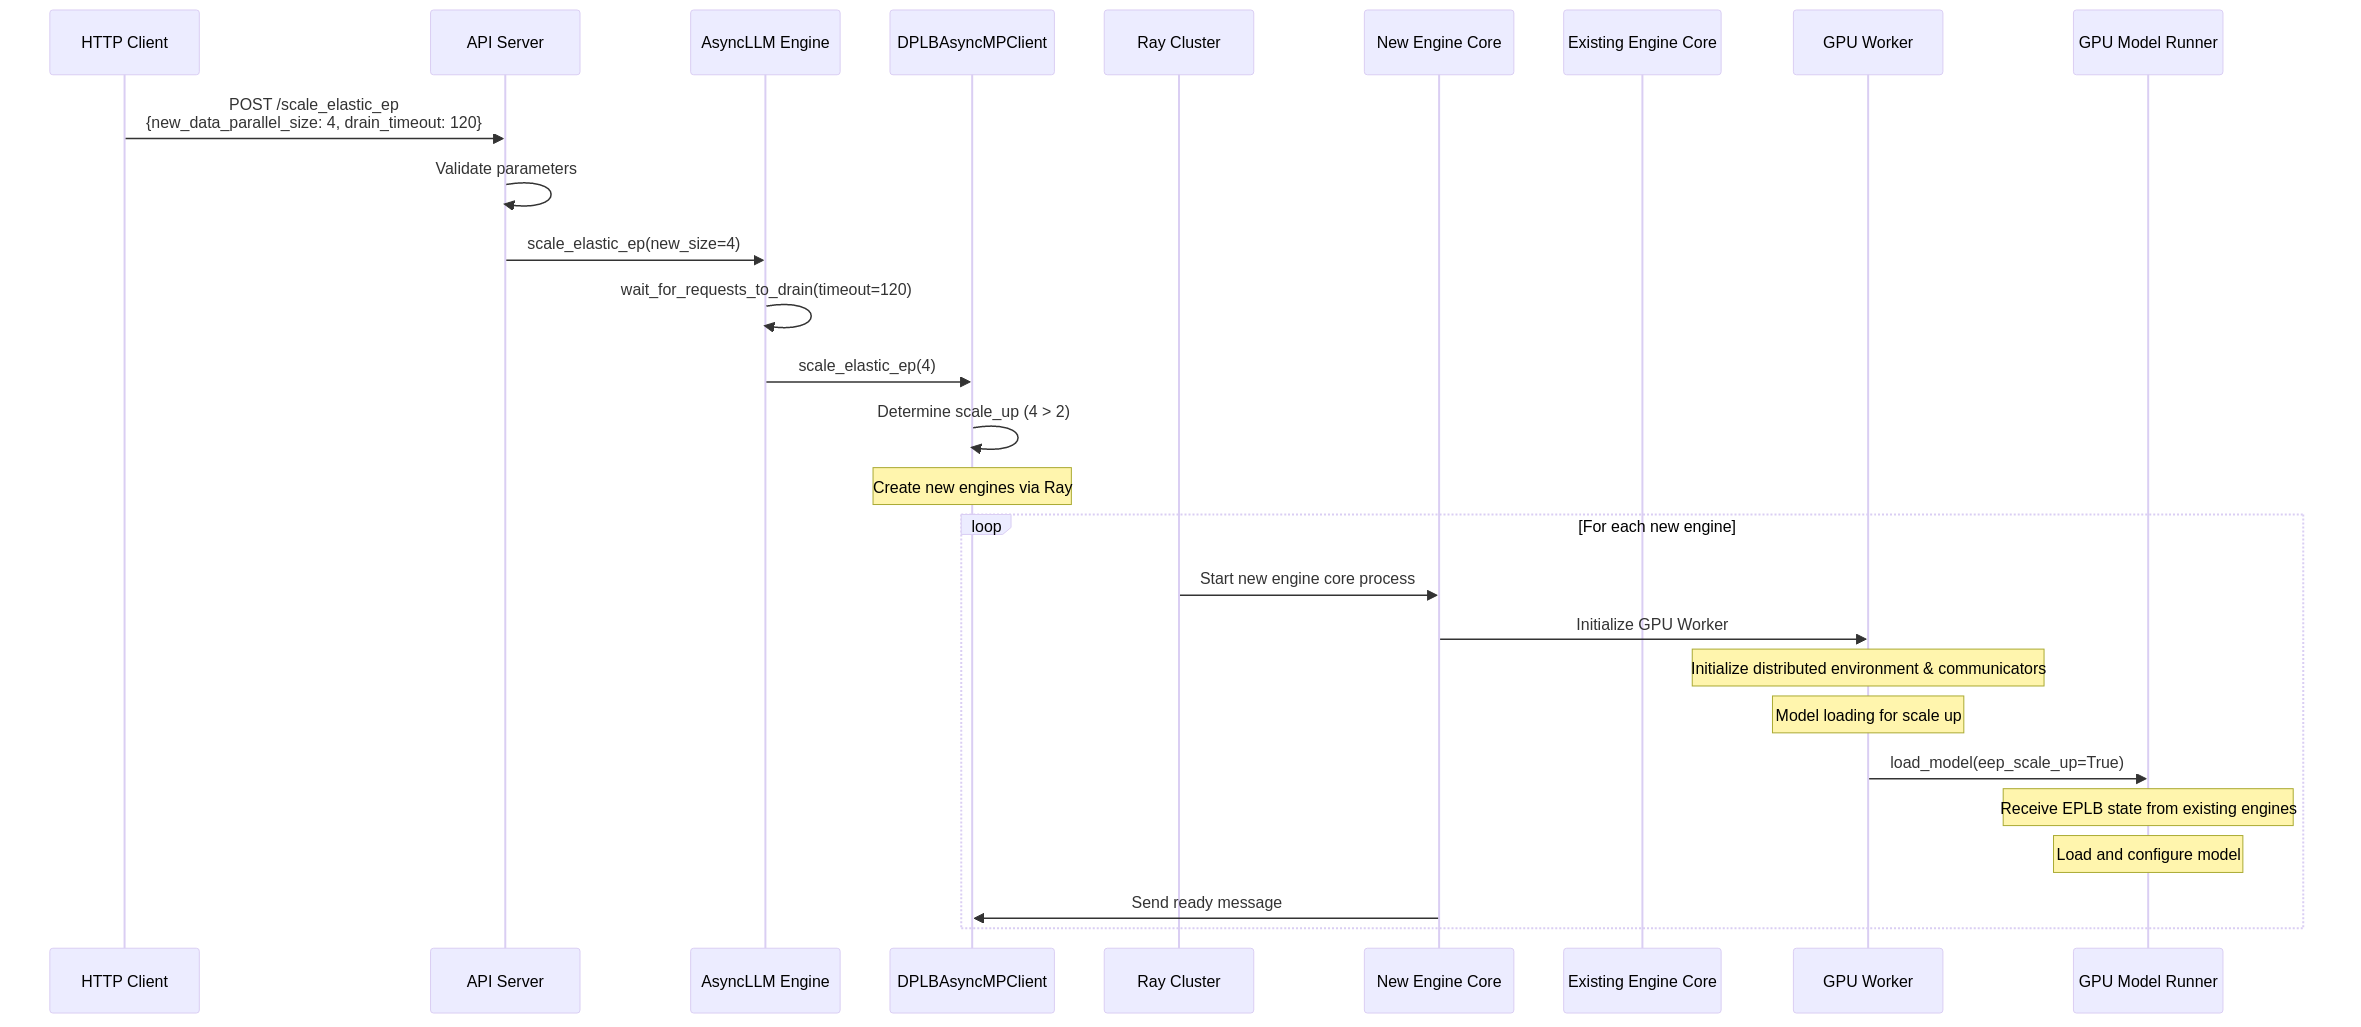 HTTP Client
API Server
AsyncLLM Engine
DPLBAsyncMPClient
Ray Cluster
New Engine Core
Existing Engine Core
GPU Worker
GPU Model Runner
POST /scale_elastic_ep
{new_data_parallel_size: 4, drain_timeout: 120}
Validate parameters
scale_elastic_ep(new_size=4)
wait_for_requests_to_drain(timeout=120)
scale_elastic_ep(4)
Determine scale_up (4 > 2)
Create new engines via Ray
loop
[For each new engine]
Start new engine core process
Initialize GPU Worker
Initialize distributed environment & communicators
Model loading for scale up
load_model(eep_scale_up=True)
Receive EPLB state from existing engines
Load and configure model
Send ready message
HTTP Client
API Server
AsyncLLM Engine
DPLBAsyncMPClient
Ray Cluster
New Engine Core
Existing Engine Core
GPU Worker
GPU Model Runner